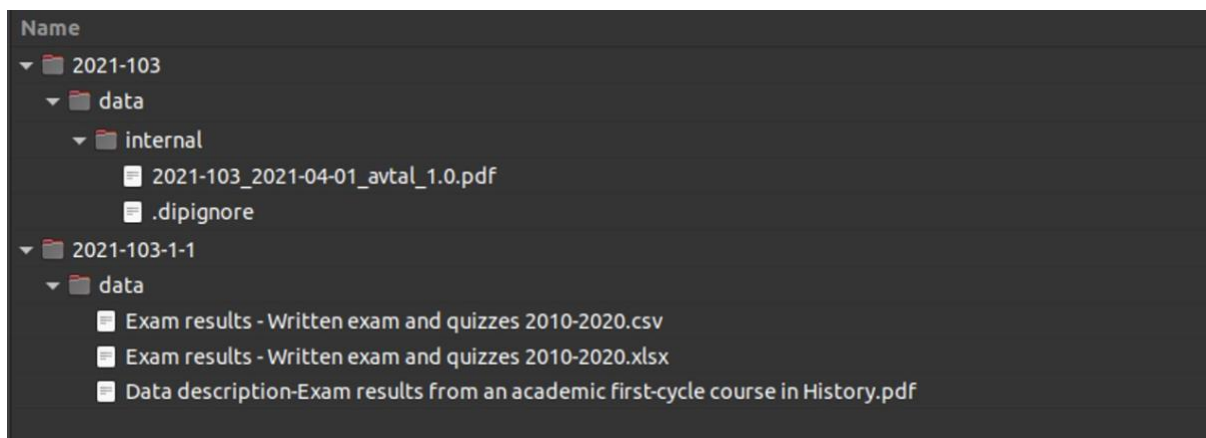 Name
2021-103
data
internal
2021-103_2021-04-01_avtal_1.0.pdf
.dipignore
2021-103-1-1
data
Exam results - Written exam and quizzes 2010-2020.csv
Exam results - Written exam and quizzes 2010-2020.xlsx
Data description-Exam results from an academic first-cycle course in History.pdf